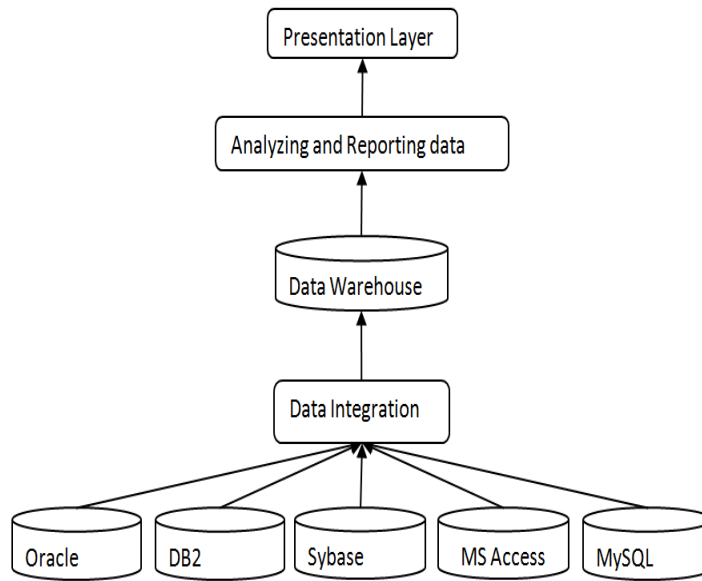 Presentation Layer
Analyzing and Reporting data
Data Warehouse
Data Integration
Oracle
DB2
Sybase
MS Access
MySQL